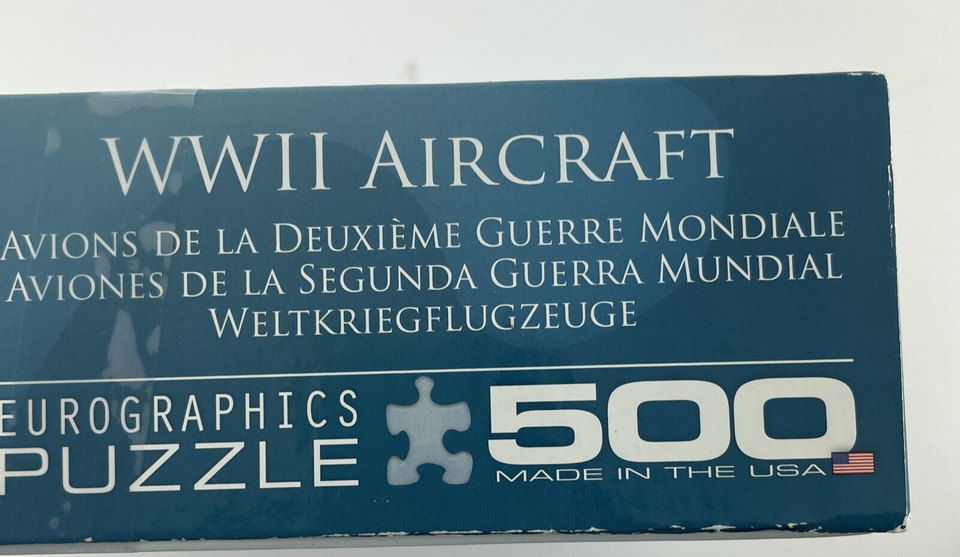 WWII AIRCRAFT
AVIONS DE LA DEUXIÈME GUERRE MONDIALE
AVIONES DE LA SEGUNDA GUERRA MUNDIAL
WELTKRIEGFLUGZEUGE
EUROGRAPHICS
PUZZLE
500
MADE IN THE USA